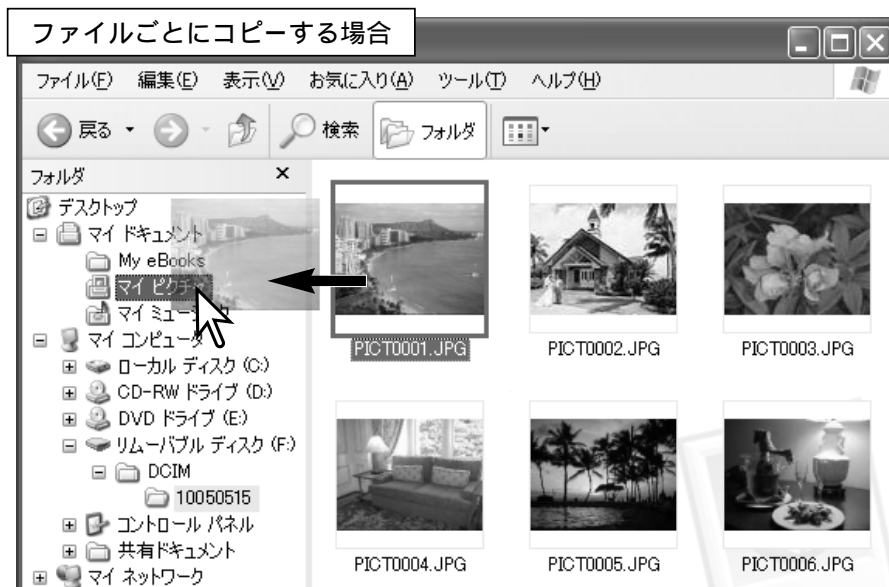 ファイルごとにコピーする場合
ファイル(F) 編集(E) 表示(V) お気に入り(A) ツール(T) ヘルプ(H)
戻る 検索 フォルダ
フォルダ ×
デスクトップ
マイ ドキュメント
My eBooks
マイ ピクチ
マイ ミュー
マイ コンピュータ
ローカル ディスク (C:)
CD-RW ドライブ (D:)
DVD ドライブ (E:)
リムーバブル ディスク (F:)
DCIM
10050515
コントロール パネル
共有ドキュメント
マイ ネットワーク
PICT0001.JPG PICT0002.JPG PICT0003.JPG
PICT0004.JPG PICT0005.JPG PICT0006.JPG